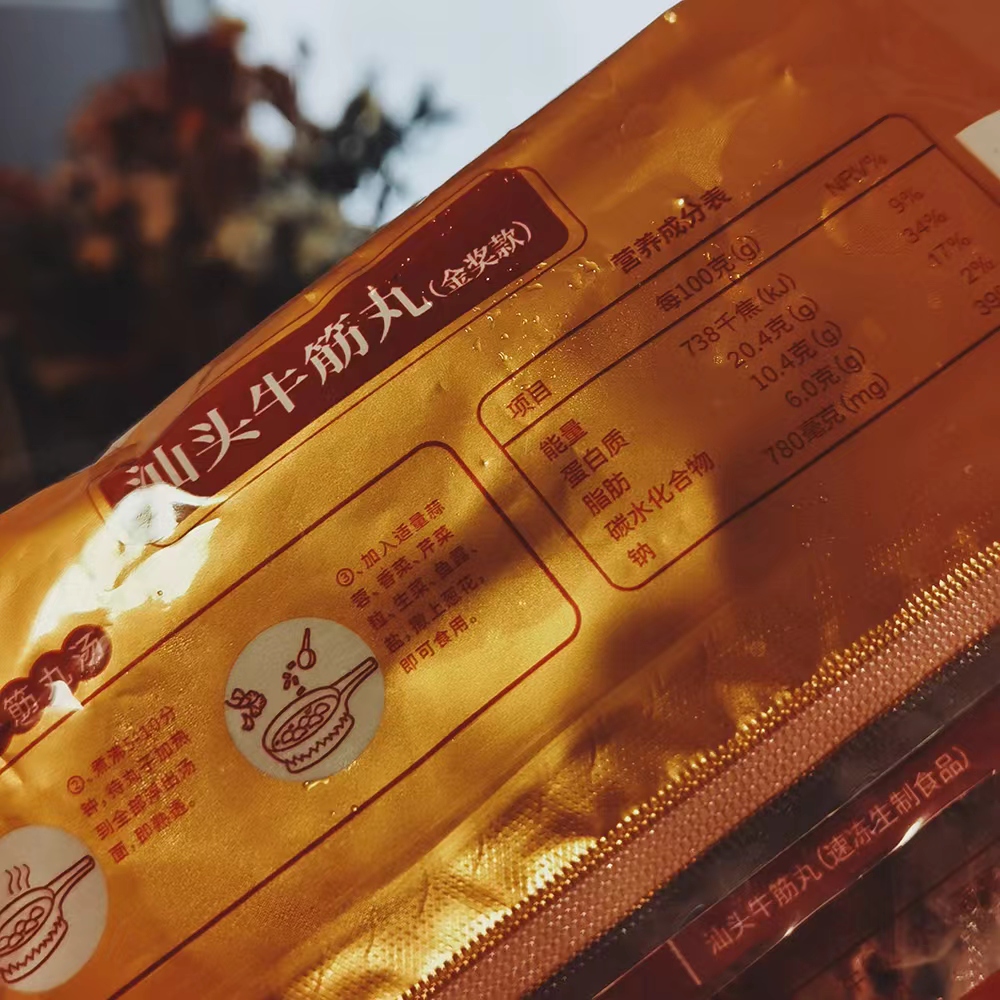 汕头牛筋丸(金奖款)
营养成分表
项目 每100克(g) NRV%
能量 738千焦(kJ) 9%
蛋白质 20.4克(g) 34%
脂肪 10.4克(g) 17%
碳水化合物 6.0克(g) 2%
钠 780毫克(mg) 39
筋丸汤
②、煮沸5-10分
钟,待丸子加热
到全部浮出汤
面,即熟透。
③、加入适量蒜
蓉、香菜、芹菜
粒、生菜、鱼露、
盐,撒上葱花,
即可食用。
汕头牛筋丸(速冻生制食品)